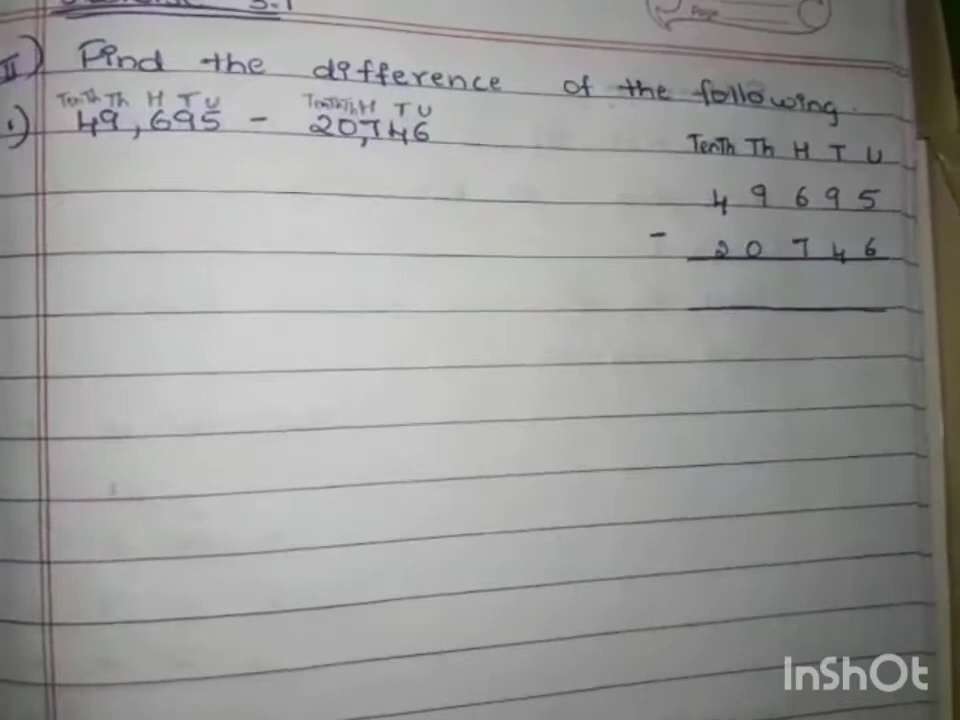 Page
II) Find the difference of the following.
TenTh Th H T U TenTh Th H T U
1.) 49,695 - 20,746
TenTh Th H T U
4 9 6 9 5
- 2 0 7 4 6
InShOt